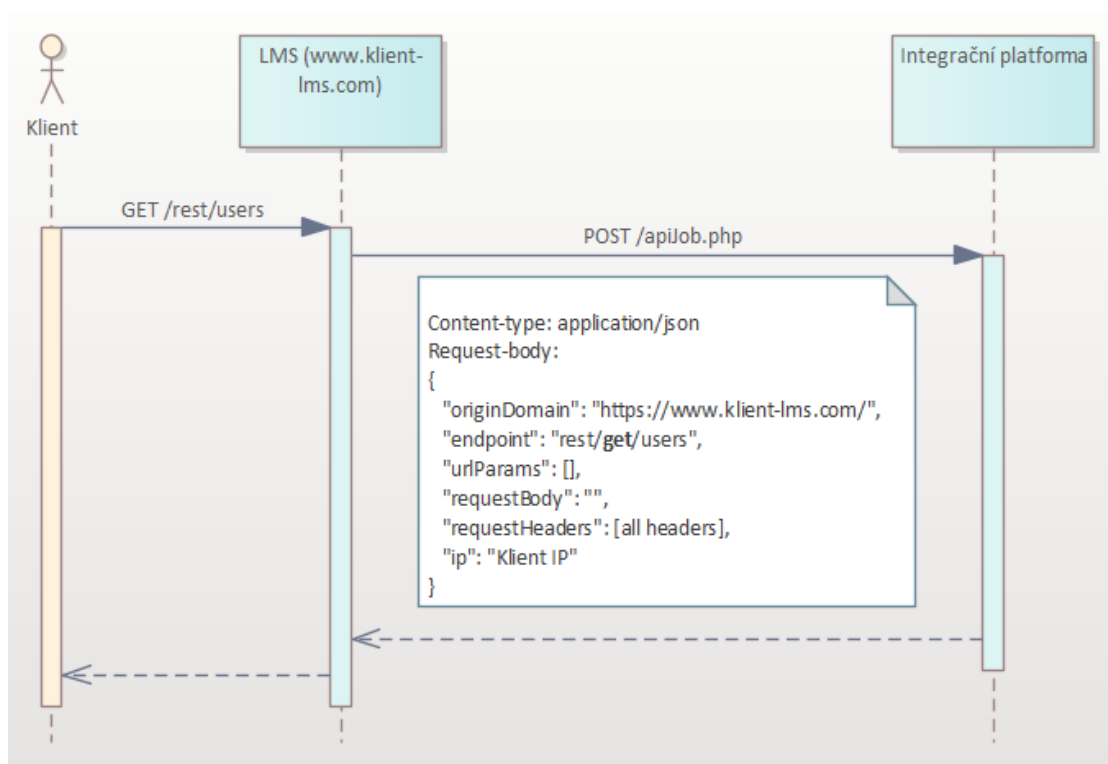 LMS (www.klient-
lms.com)
Integrační platforma
Klient
GET /rest/users
POST /apiJob.php
Content-type: application/json
Request-body:
{
"originDomain": "https://www.klient-lms.com/",
"endpoint": "rest/get/users",
"urlParams": [],
"requestBody": "",
"requestHeaders": [all headers],
"ip": "Klient IP"
}